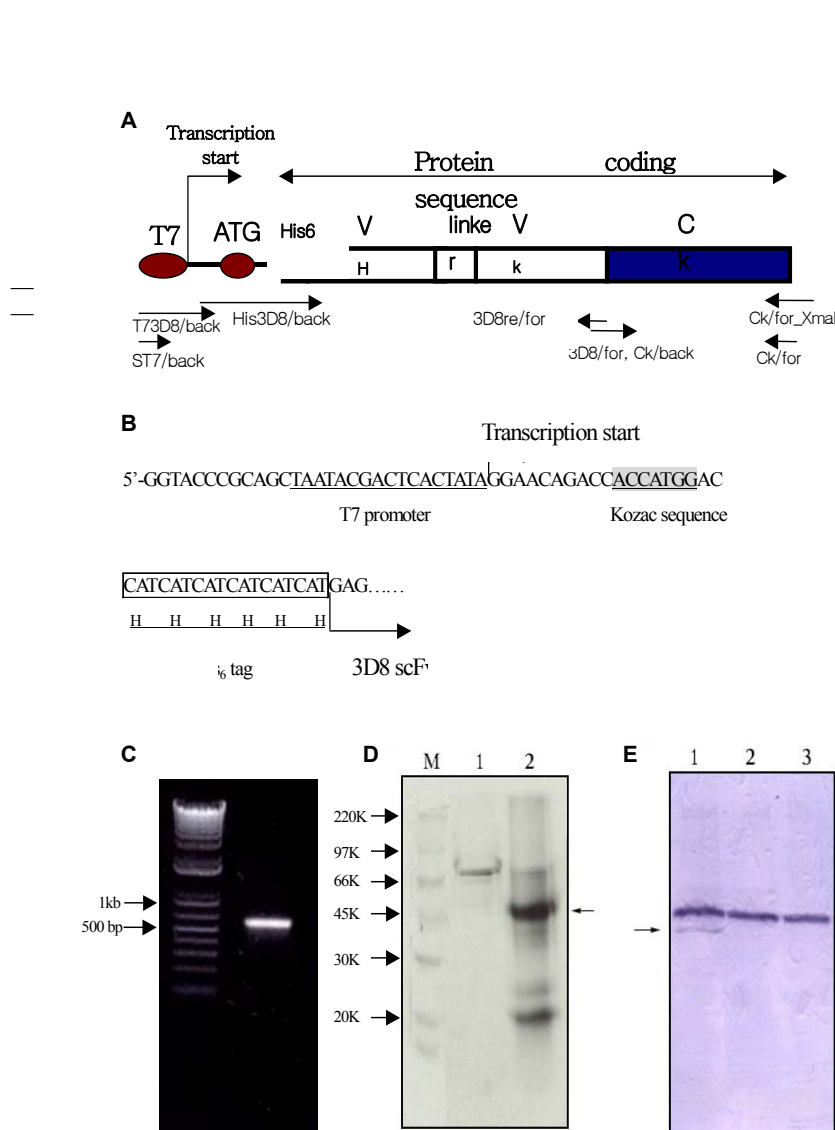 A
Transcription
start
Protein coding
sequence
T7 ATG His6 V linke V C
H r k k
T73D8/back His3D8/back 3D8re/for Ck/for_XmaI
ST7/back 3D8/for, Ck/back Ck/for
B
Transcription start
5’-GGTACCCGCAGCTAATACGACTCACTATAGGAACAGACCACCATGGAC
T7 promoter Kozac sequence
CATCATCATCATCATCATGAG……
H H H H H H
6 tag 3D8 scFv
C D E
M 1 2
1 2 3
220K
97K
66K
45K
30K
20K
1kb
500 bp